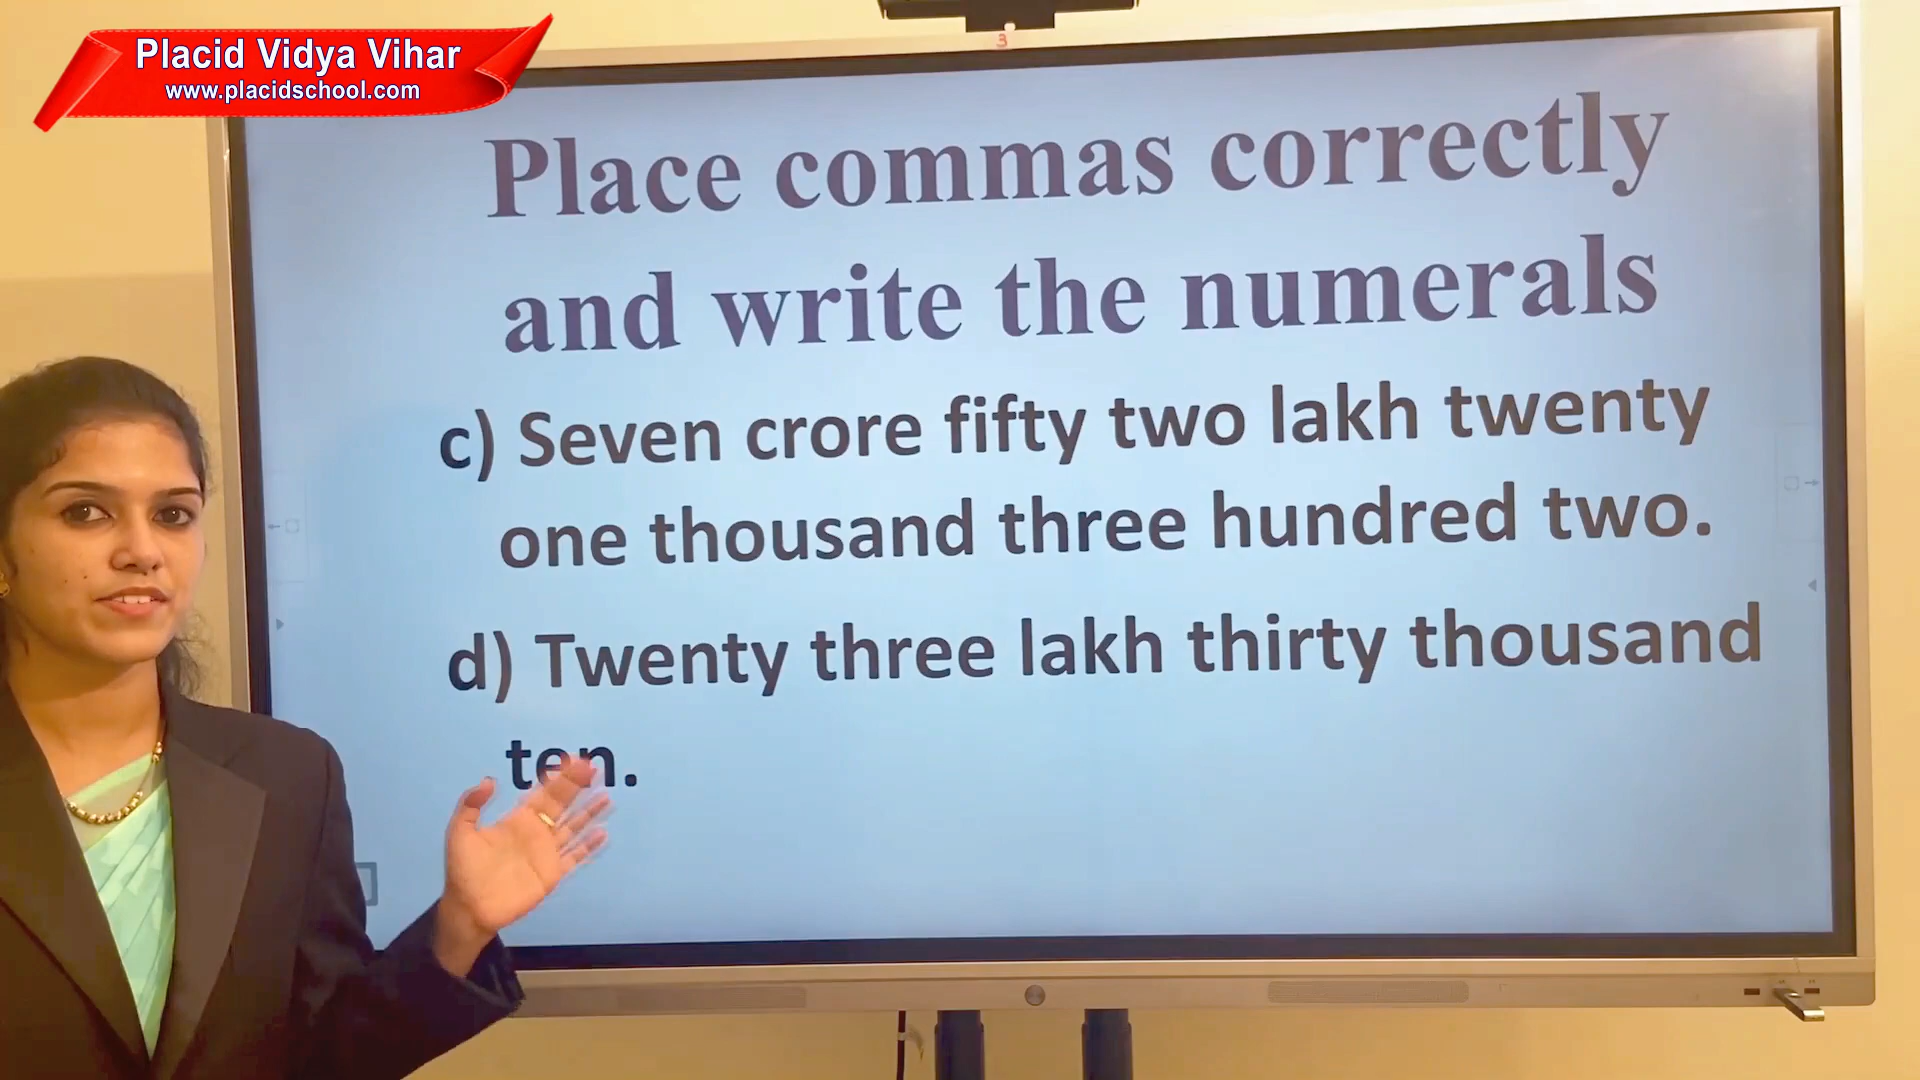 Placid Vidya Vihar
www.placidschool.com
3
Place commas correctly
and write the numerals
c) Seven crore fifty two lakh twenty
one thousand three hundred two.
d) Twenty three lakh thirty thousand
ten.